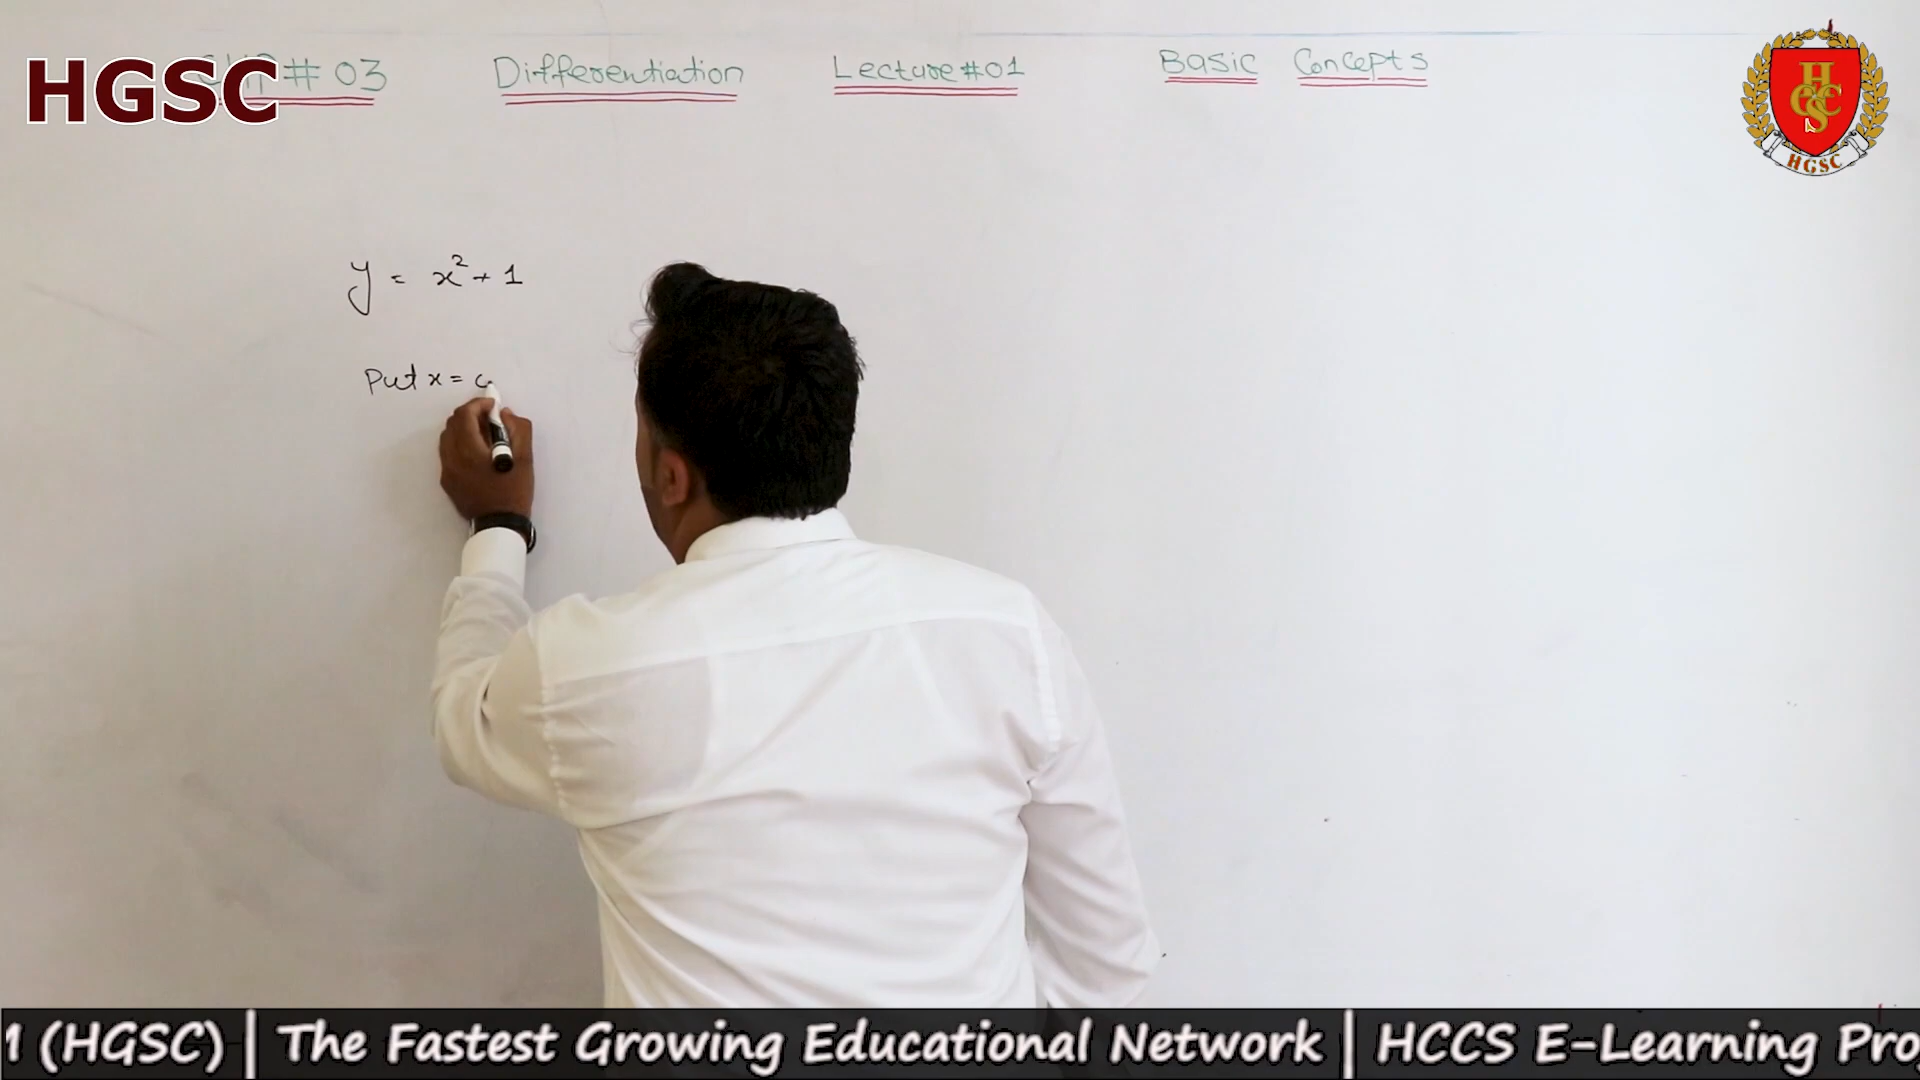 HGSC # 03 Differentiation Lecture #01 Basic Concepts
HGSC
HGSC
y = x² + 1
Put x =
1 (HGSC) | The Fastest Growing Educational Network | HCCS E-Learning Pro